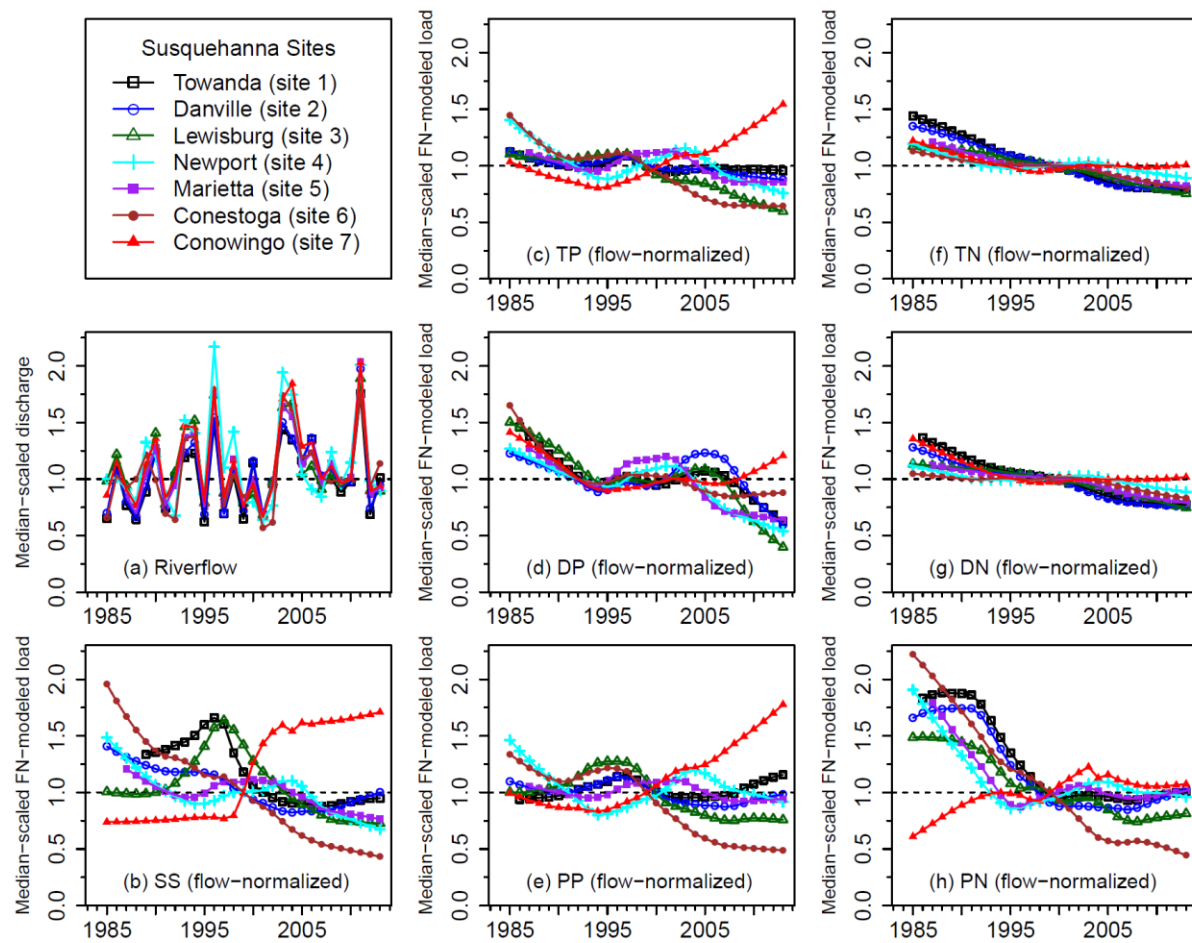 Susquehanna Sites
Towanda (site 1)
Danville (site 2)
Lewisburg (site 3)
Newport (site 4)
Marietta (site 5)
Conestoga (site 6)
Conowingo (site 7)
Median−scaled FN−modeled load
0.0 0.5 1.0 1.5 2.0
(c) TP (flow−normalized)
1985 1995 2005
Median−scaled FN−modeled load
0.0 0.5 1.0 1.5 2.0
(f) TN (flow−normalized)
1985 1995 2005
Median−scaled discharge
0.0 0.5 1.0 1.5 2.0
(a) Riverflow
1985 1995 2005
Median−scaled FN−modeled load
0.0 0.5 1.0 1.5 2.0
(d) DP (flow−normalized)
1985 1995 2005
Median−scaled FN−modeled load
0.0 0.5 1.0 1.5 2.0
(g) DN (flow−normalized)
1985 1995 2005
Median−scaled FN−modeled load
0.0 0.5 1.0 1.5 2.0
(b) SS (flow−normalized)
1985 1995 2005
Median−scaled FN−modeled load
0.0 0.5 1.0 1.5 2.0
(e) PP (flow−normalized)
1985 1995 2005
Median−scaled FN−modeled load
0.0 0.5 1.0 1.5 2.0
(h) PN (flow−normalized)
1985 1995 2005